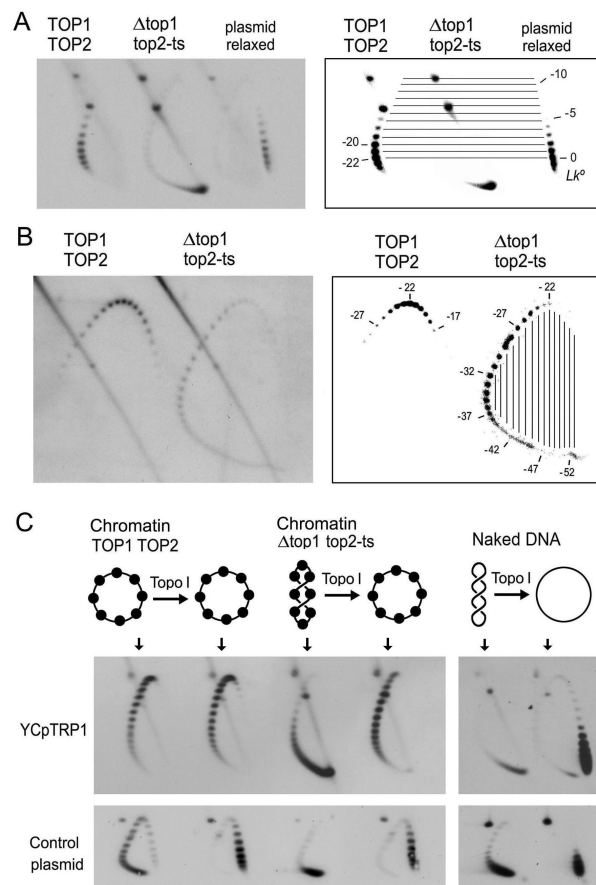 A
TOP1 Δtop1 plasmid
TOP2 top2-ts relaxed
TOP1 Δtop1 plasmid
TOP2 top2-ts relaxed
-10
-5
-20
-22
0
Lkº
B
TOP1 Δtop1
TOP2 top2-ts
TOP1 Δtop1
TOP2 top2-ts
-22
-22
-27
-17
-27
-32
-37
-42
-47
-52
C
Chromatin Chromatin Naked DNA
TOP1 TOP2 Δtop1 top2-ts
Topo I Topo I Topo I
YCpTRP1
Control
plasmid